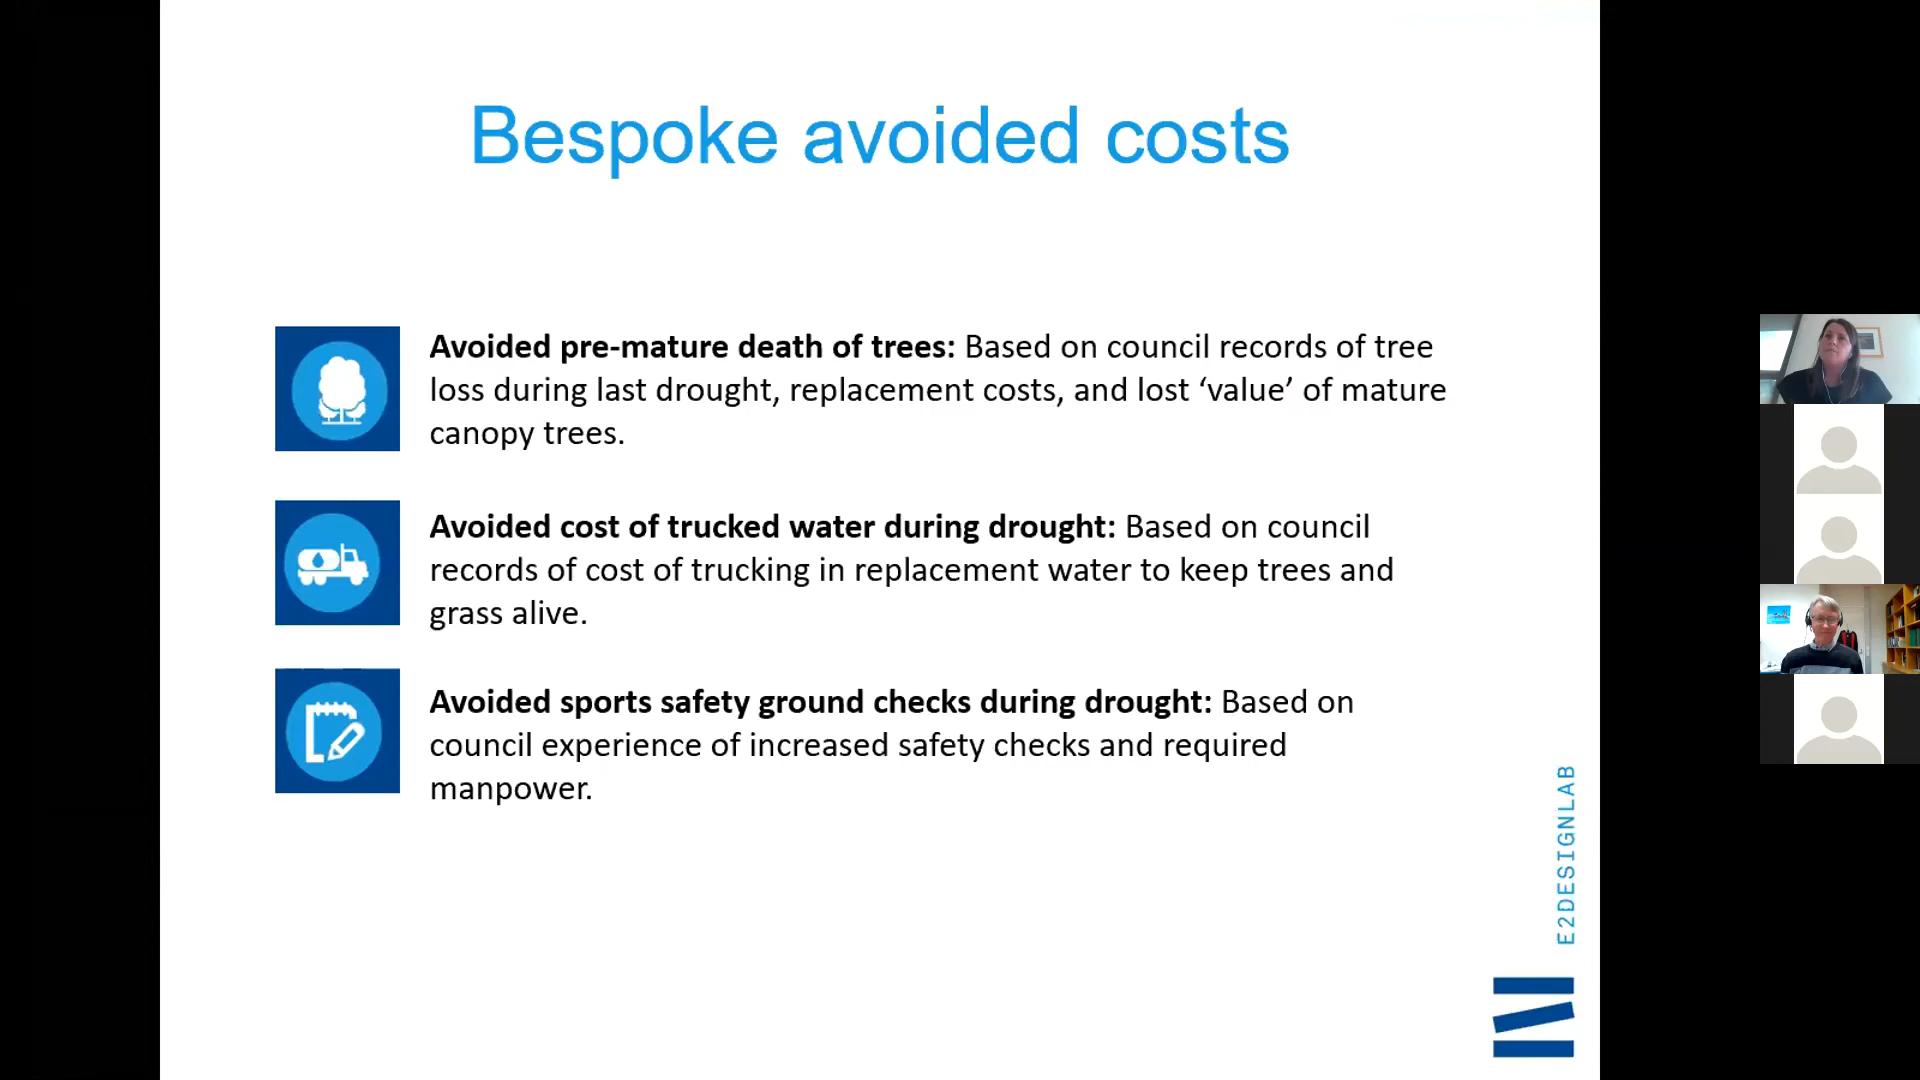 Bespoke avoided costs
Avoided pre-mature death of trees: Based on council records of tree
loss during last drought, replacement costs, and lost ‘value’ of mature
canopy trees.
Avoided cost of trucked water during drought: Based on council
records of cost of trucking in replacement water to keep trees and
grass alive.
Avoided sports safety ground checks during drought: Based on
council experience of increased safety checks and required
manpower.
E2DESIGNLAB